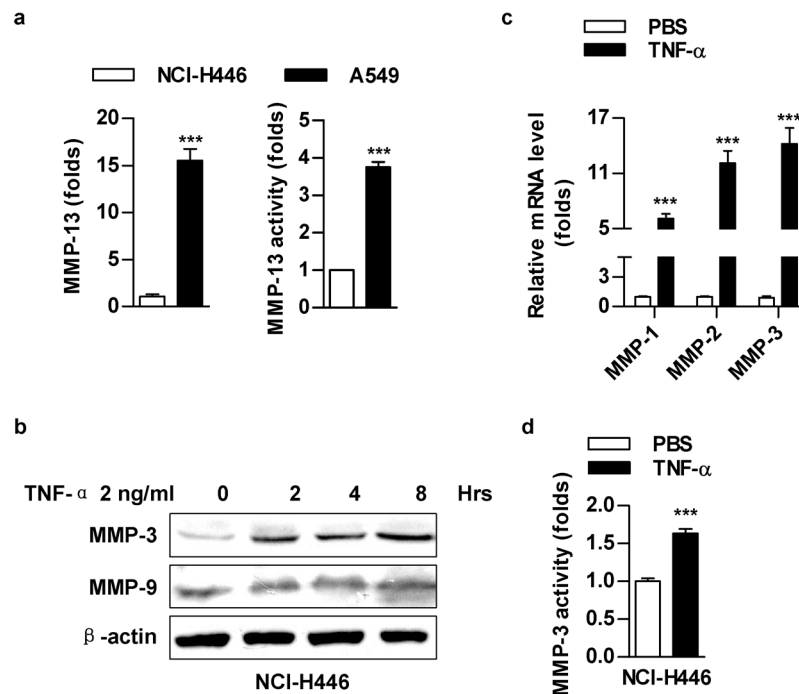 a
NCI-H446 A549
MMP-13 (folds)
20
15
10
5
0
***
MMP-13 activity (folds)
5
4
3
2
1
0
***
c
PBS
TNF-α
Relative mRNA level
(folds)
17
14
11
5
3
0
***
***
***
MMP-1 MMP-2 MMP-3
b
TNF-α 2 ng/ml 0 2 4 8 Hrs
MMP-3
MMP-9
β-actin
NCI-H446
d
PBS
TNF-α
MMP-3 activity (folds)
2.0
1.5
1.0
0.5
0.0
***
NCI-H446